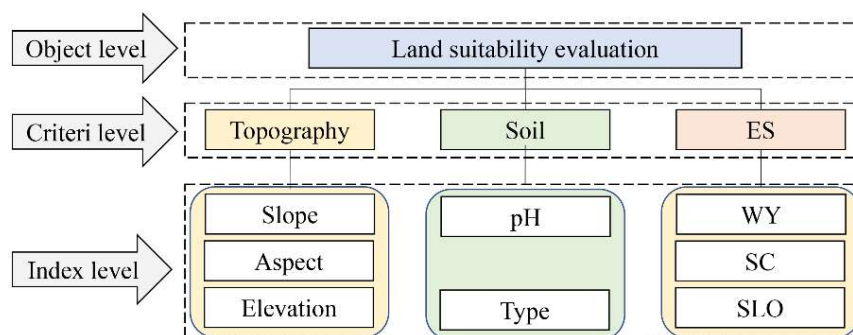 Object level
Land suitability evaluation
Criteri level
Topography
Soil
ES
Index level
Slope
Aspect
Elevation
pH
Type
WY
SC
SLO